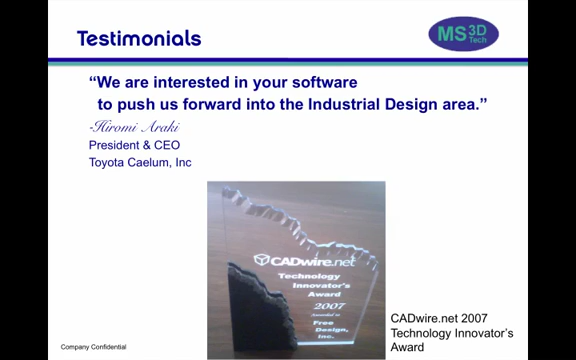 Testimonials
MS 3D Tech
“We are interested in your software
to push us forward into the Industrial Design area.”
-Hiromi Araki
President & CEO
Toyota Caelum, Inc
CADwire.net
Technology
Innovator's
Award
2007
Awarded to
Free
Design,
Inc.
CADwire.net 2007
Technology Innovator’s
Award
Company Confidential